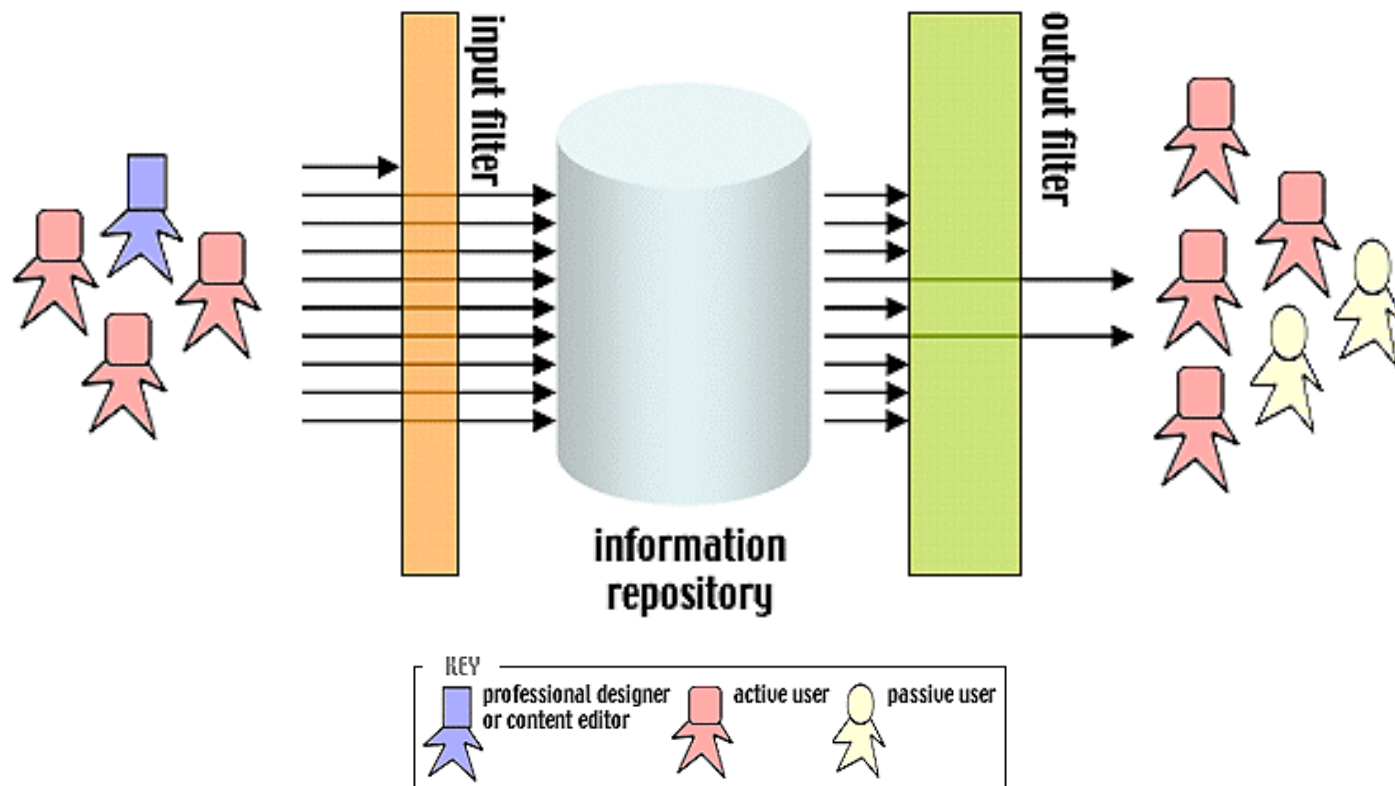 input filter
output filter
information
repository
KEY
professional designer
or content editor
active user
passive user